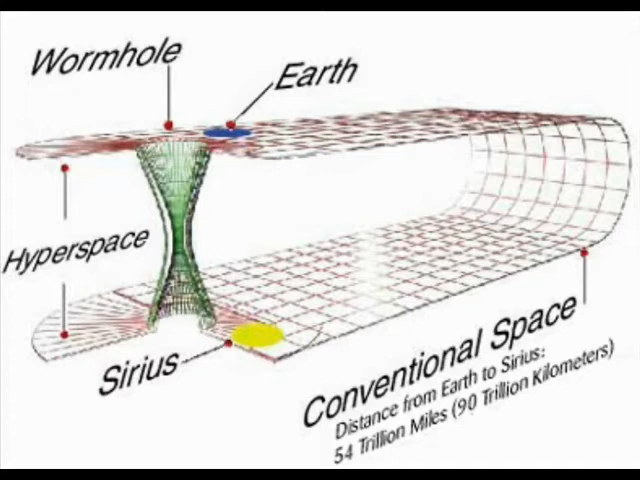 Wormhole
Earth
Hyperspace
Sirius
Conventional Space
Distance from Earth to Sirius:
54 Trillion Miles (90 Trillion Kilometers)